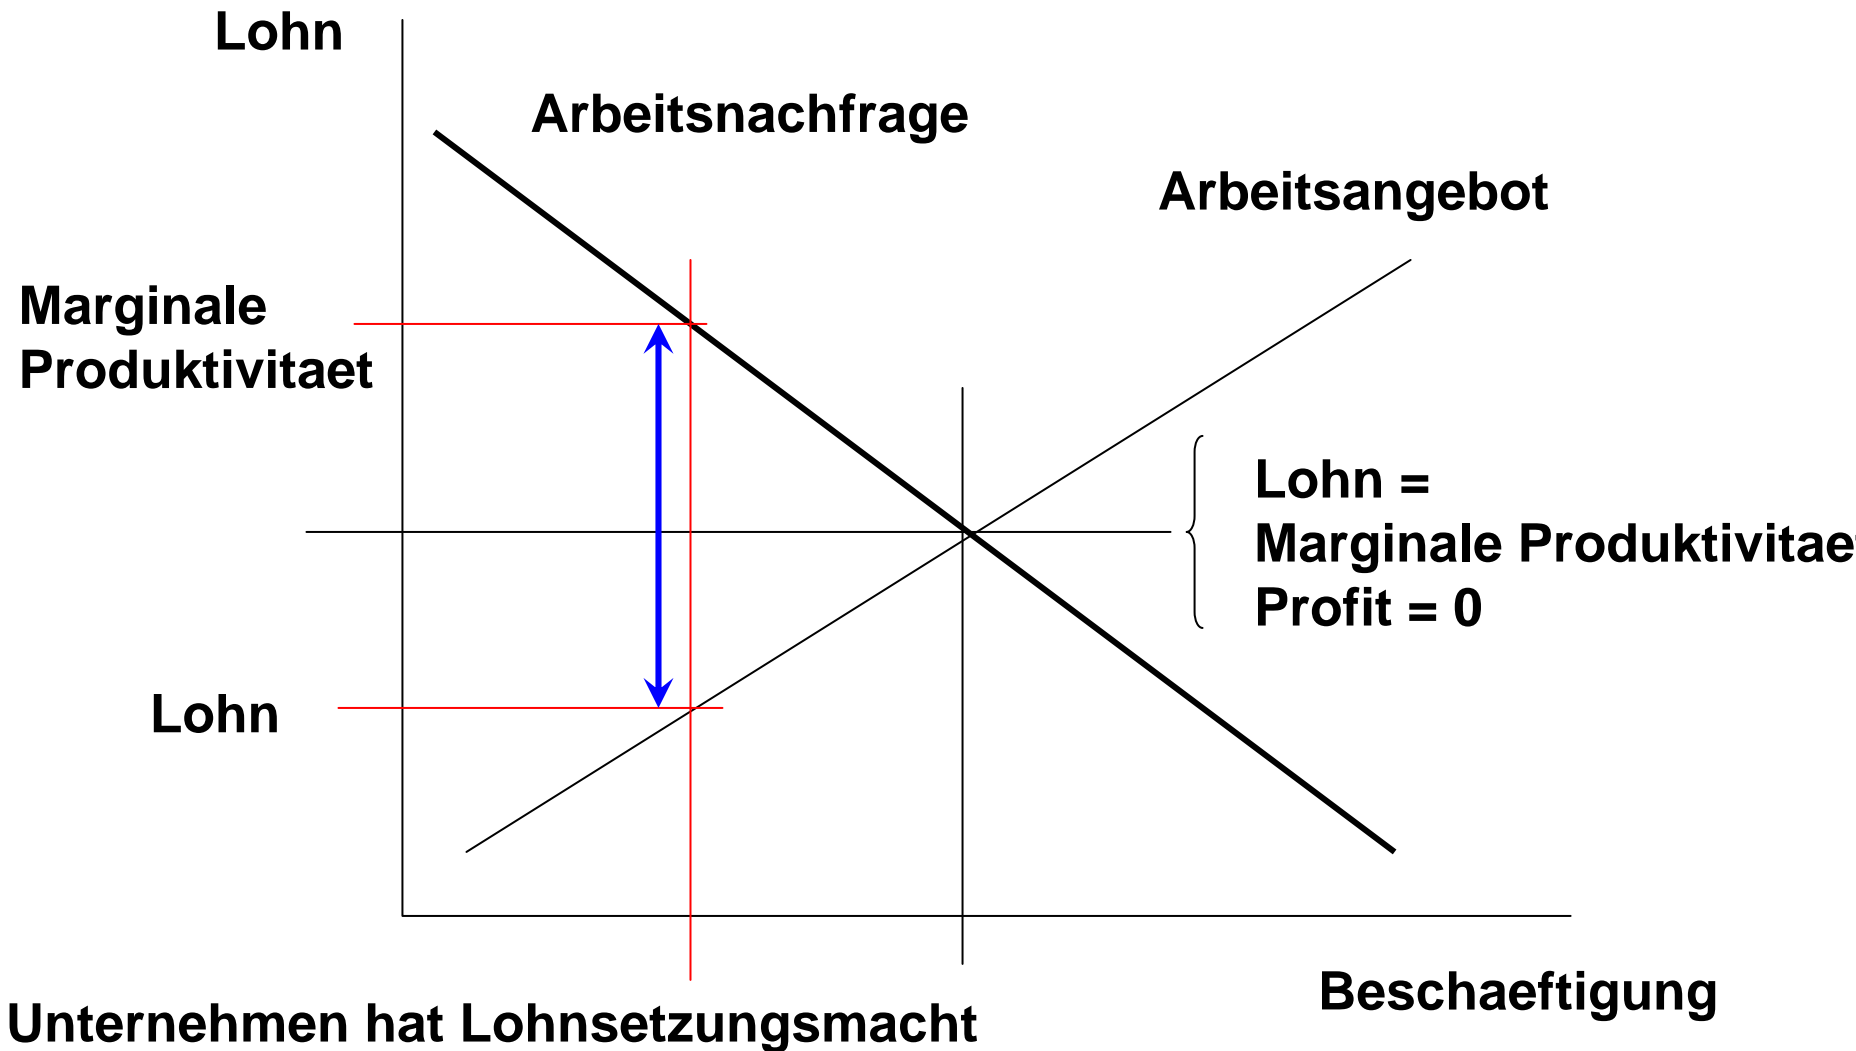 Lohn
Arbeitsnachfrage
Arbeitsangebot
Marginale
Produktivitaet
Lohn =
Marginale Produktivitaet
Profit = 0
Lohn
Beschaeftigung
Unternehmen hat Lohnsetzungsmacht